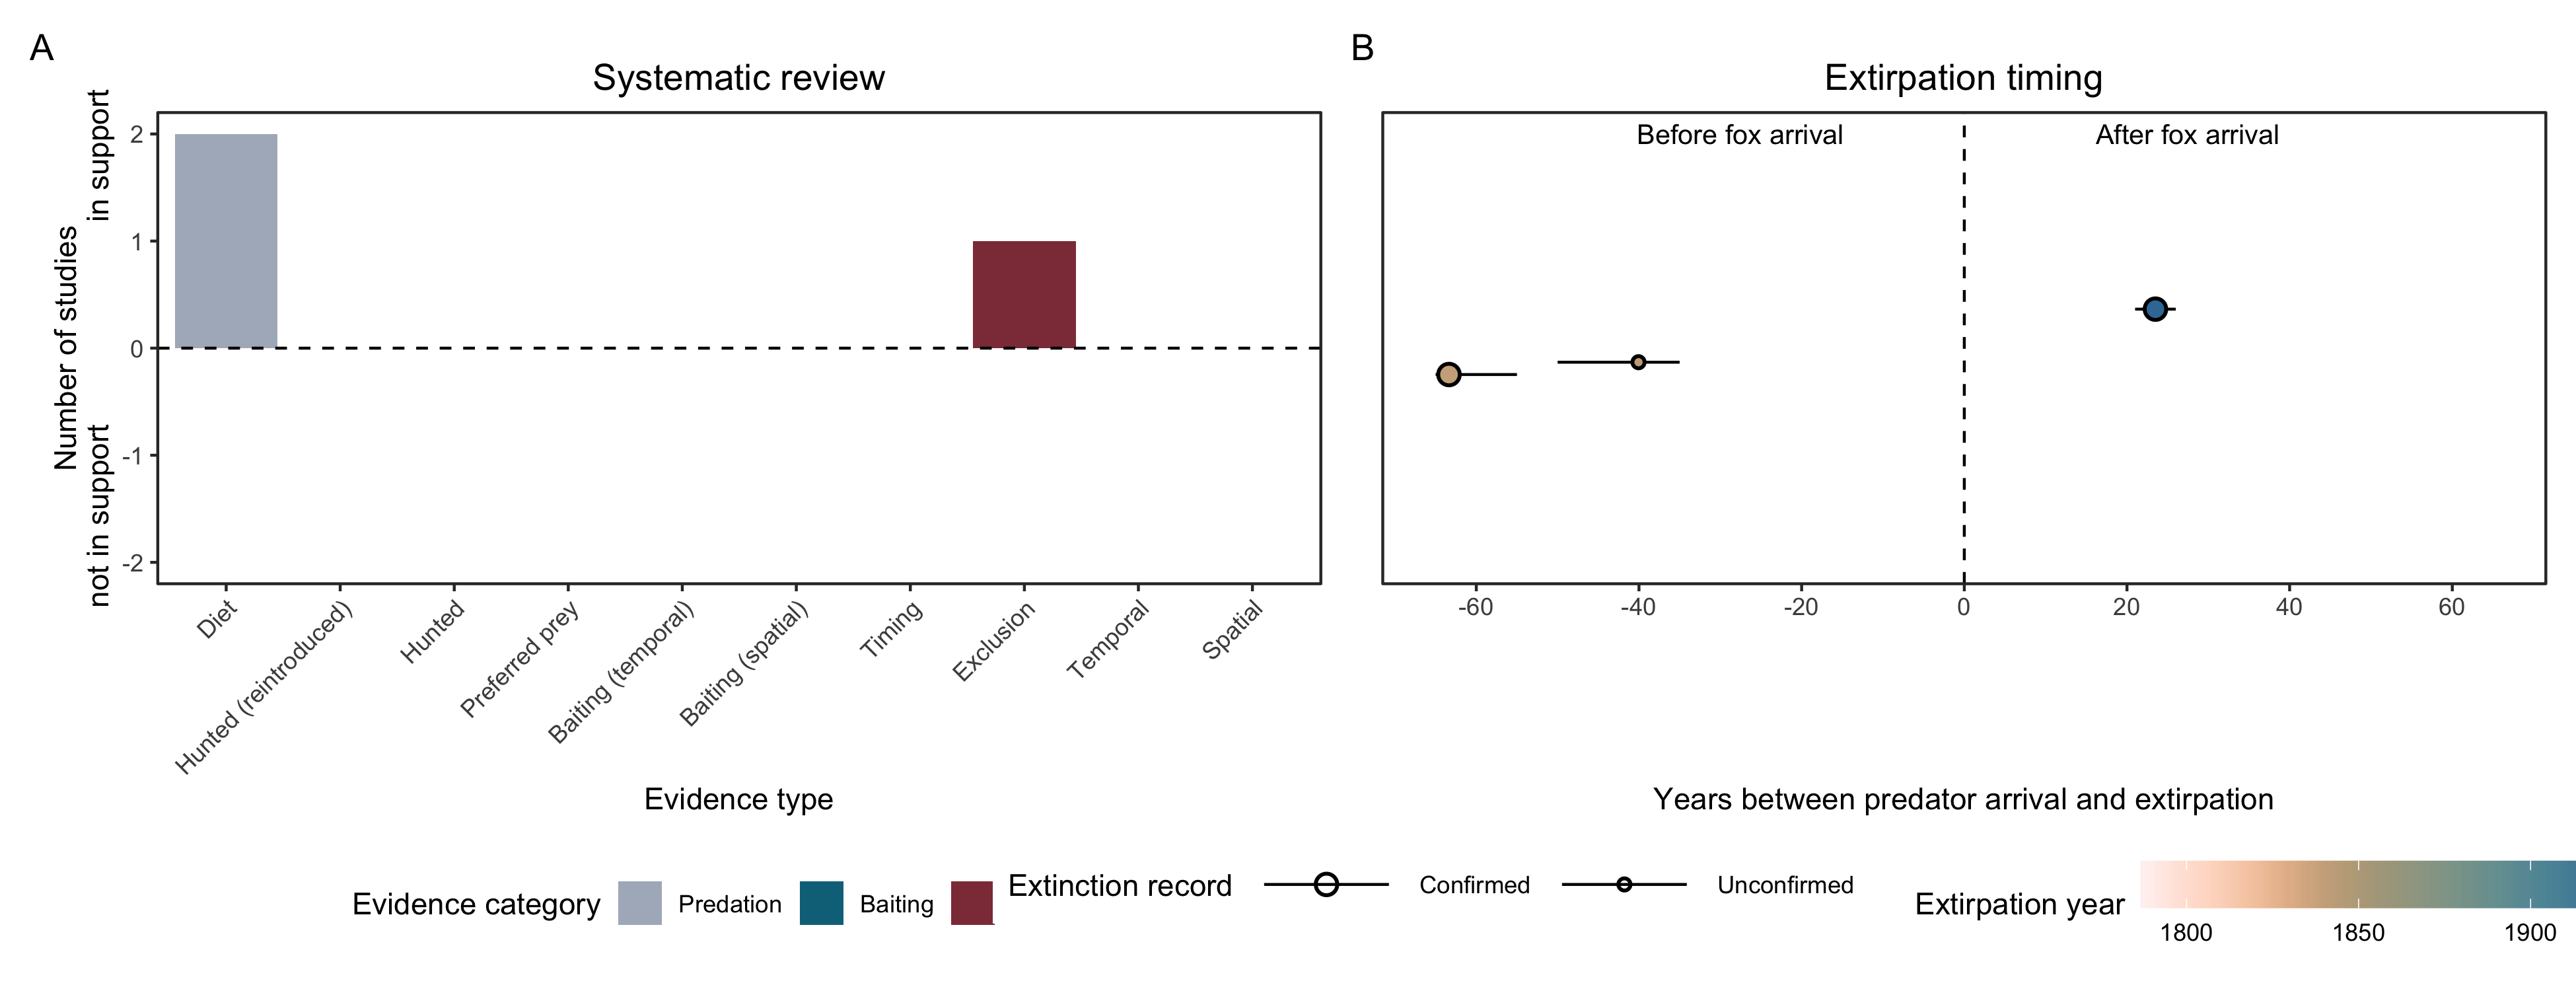 A
Systematic review
Number of studies
in support
not in support
2
1
0
-1
-2
Diet
Hunted (reintroduced)
Hunted
Preferred prey
Baiting (temporal)
Baiting (spatial)
Timing
Exclusion
Temporal
Spatial
Evidence type
B
Extirpation timing
Before fox arrival
After fox arrival
-60
-40
-20
0
20
40
60
Years between predator arrival and extirpation
Evidence category
Predation
Baiting
Extinction record
Confirmed
Unconfirmed
Extirpation year
1800
1850
1900